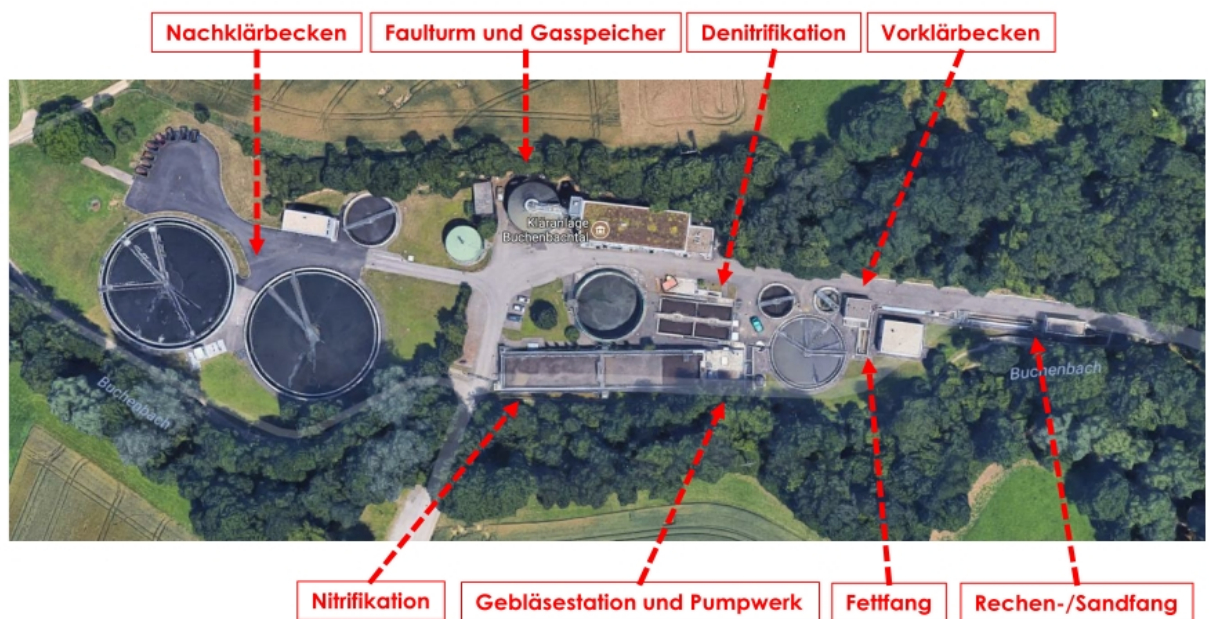 Nachklärbecken
Faulturm und Gasspeicher
Denitrifikation
Vorklärbecken
Kläranlage
Buchenbachtal
Buchenbach
Buchenbach
Nitrifikation
Gebläsestation und Pumpwerk
Fettfang
Rechen-/Sandfang